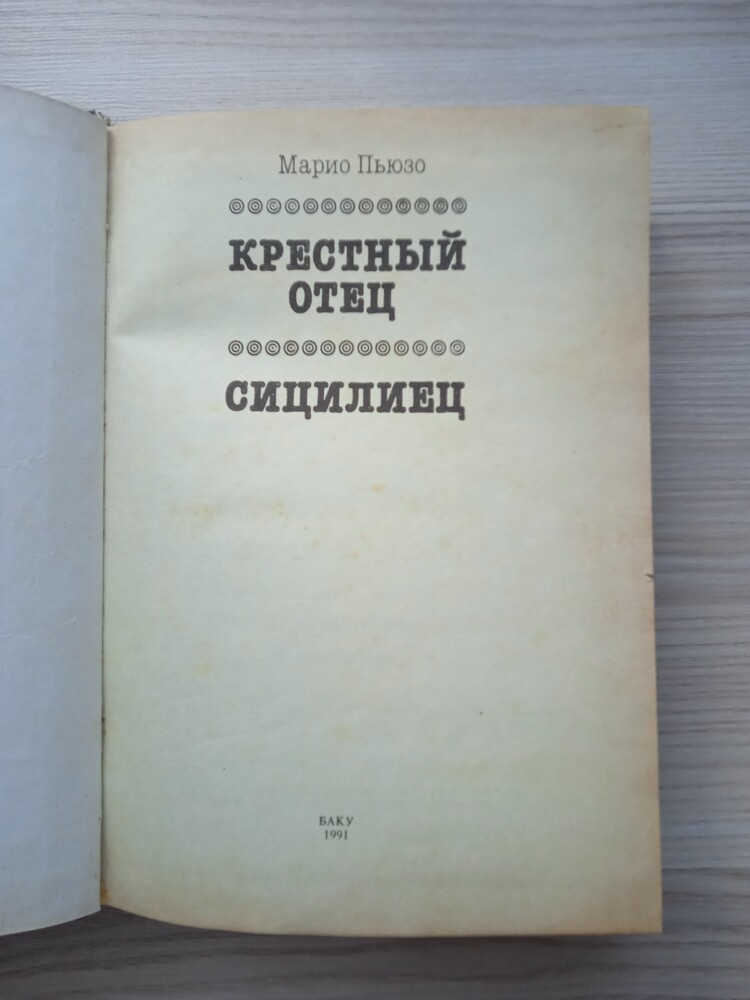 Марио Пьюзо
КРЕСТНЫЙ
ОТЕЦ
СИЦИЛИЕЦ
БАКУ
1991